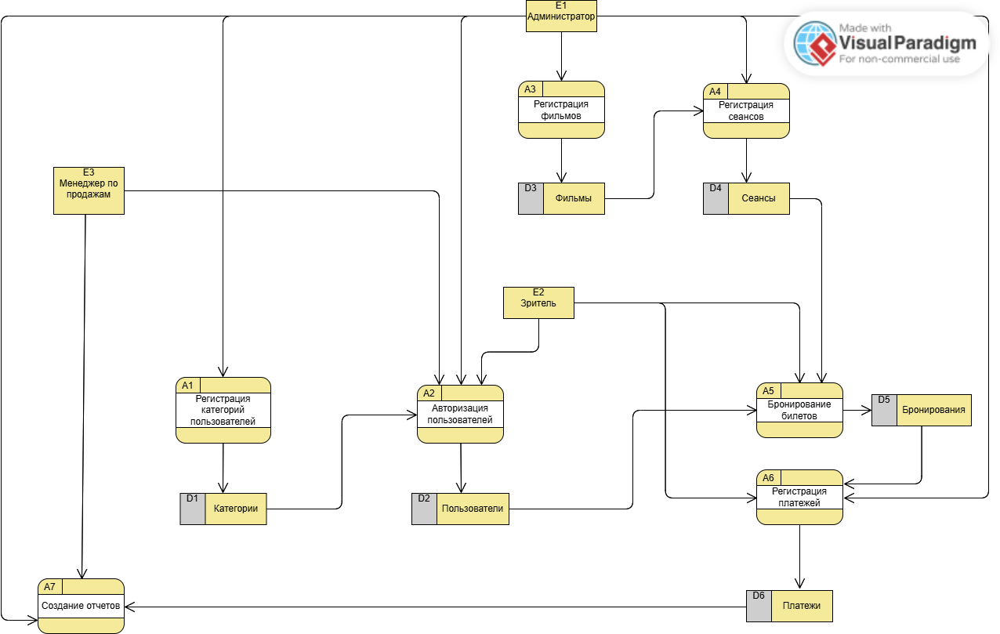 E1
Администратор
Made with
Visual Paradigm
For non-commercial use
A3
Регистрация
фильмов
A4
Регистрация
сеансов
E3
Менеджер по
продажам
D3
Фильмы
D4
Сеансы
E2
Зритель
A1
Регистрация
категорий
пользователей
A2
Авторизация
пользователей
A5
Бронирование
билетов
D5
Бронирования
A6
Регистрация
платежей
D1
Категории
D2
Пользователи
A7
Создание отчетов
D6
Платежи